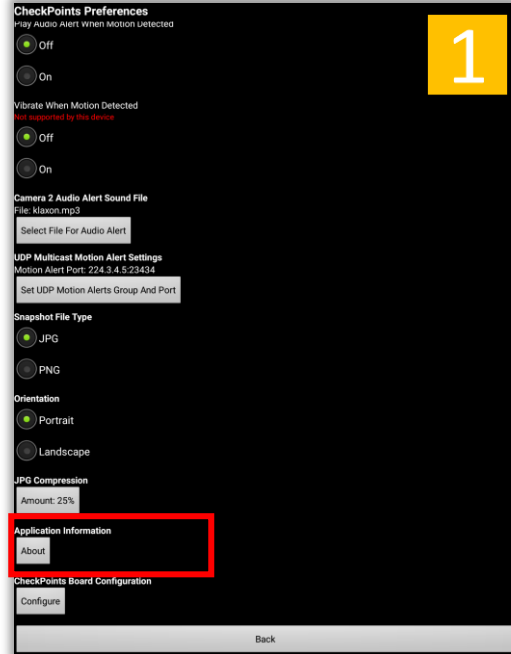 CheckPoints Preferences
Play Audio Alert When Motion Detected
Off
On
Vibrate When Motion Detected
Not supported by this device
Off
On
Camera 2 Audio Alert Sound File
File: klaxon.mp3
Select File For Audio Alert
UDP Multicast Motion Alert Settings
Motion Alert Port: 224.3.4.5:23434
Set UDP Motion Alerts Group And Port
Snapshot File Type
JPG
PNG
Orientation
Portrait
Landscape
JPG Compression
Amount: 25%
Application Information
About
CheckPoints Board Configuration
Configure
Back
1